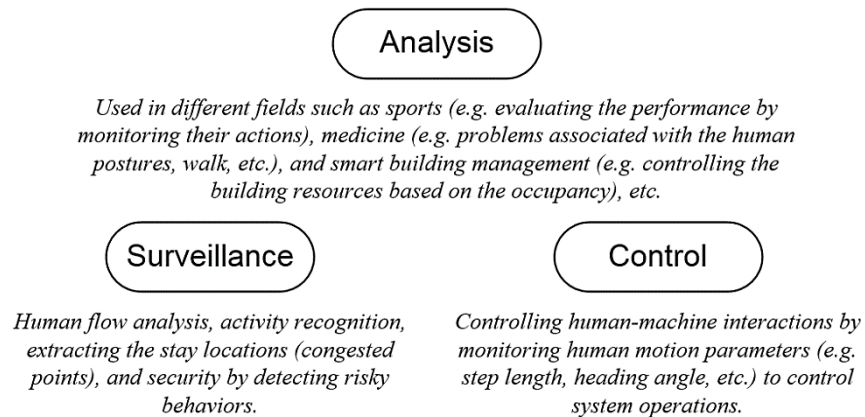 Analysis
Used in different fields such as sports (e.g. evaluating the performance by
monitoring their actions), medicine (e.g. problems associated with the human
postures, walk, etc.), and smart building management (e.g. controlling the
building resources based on the occupancy), etc.
Surveillance
Human flow analysis, activity recognition,
extracting the stay locations (congested
points), and security by detecting risky
behaviors.
Control
Controlling human-machine interactions by
monitoring human motion parameters (e.g.
step length, heading angle, etc.) to control
system operations.